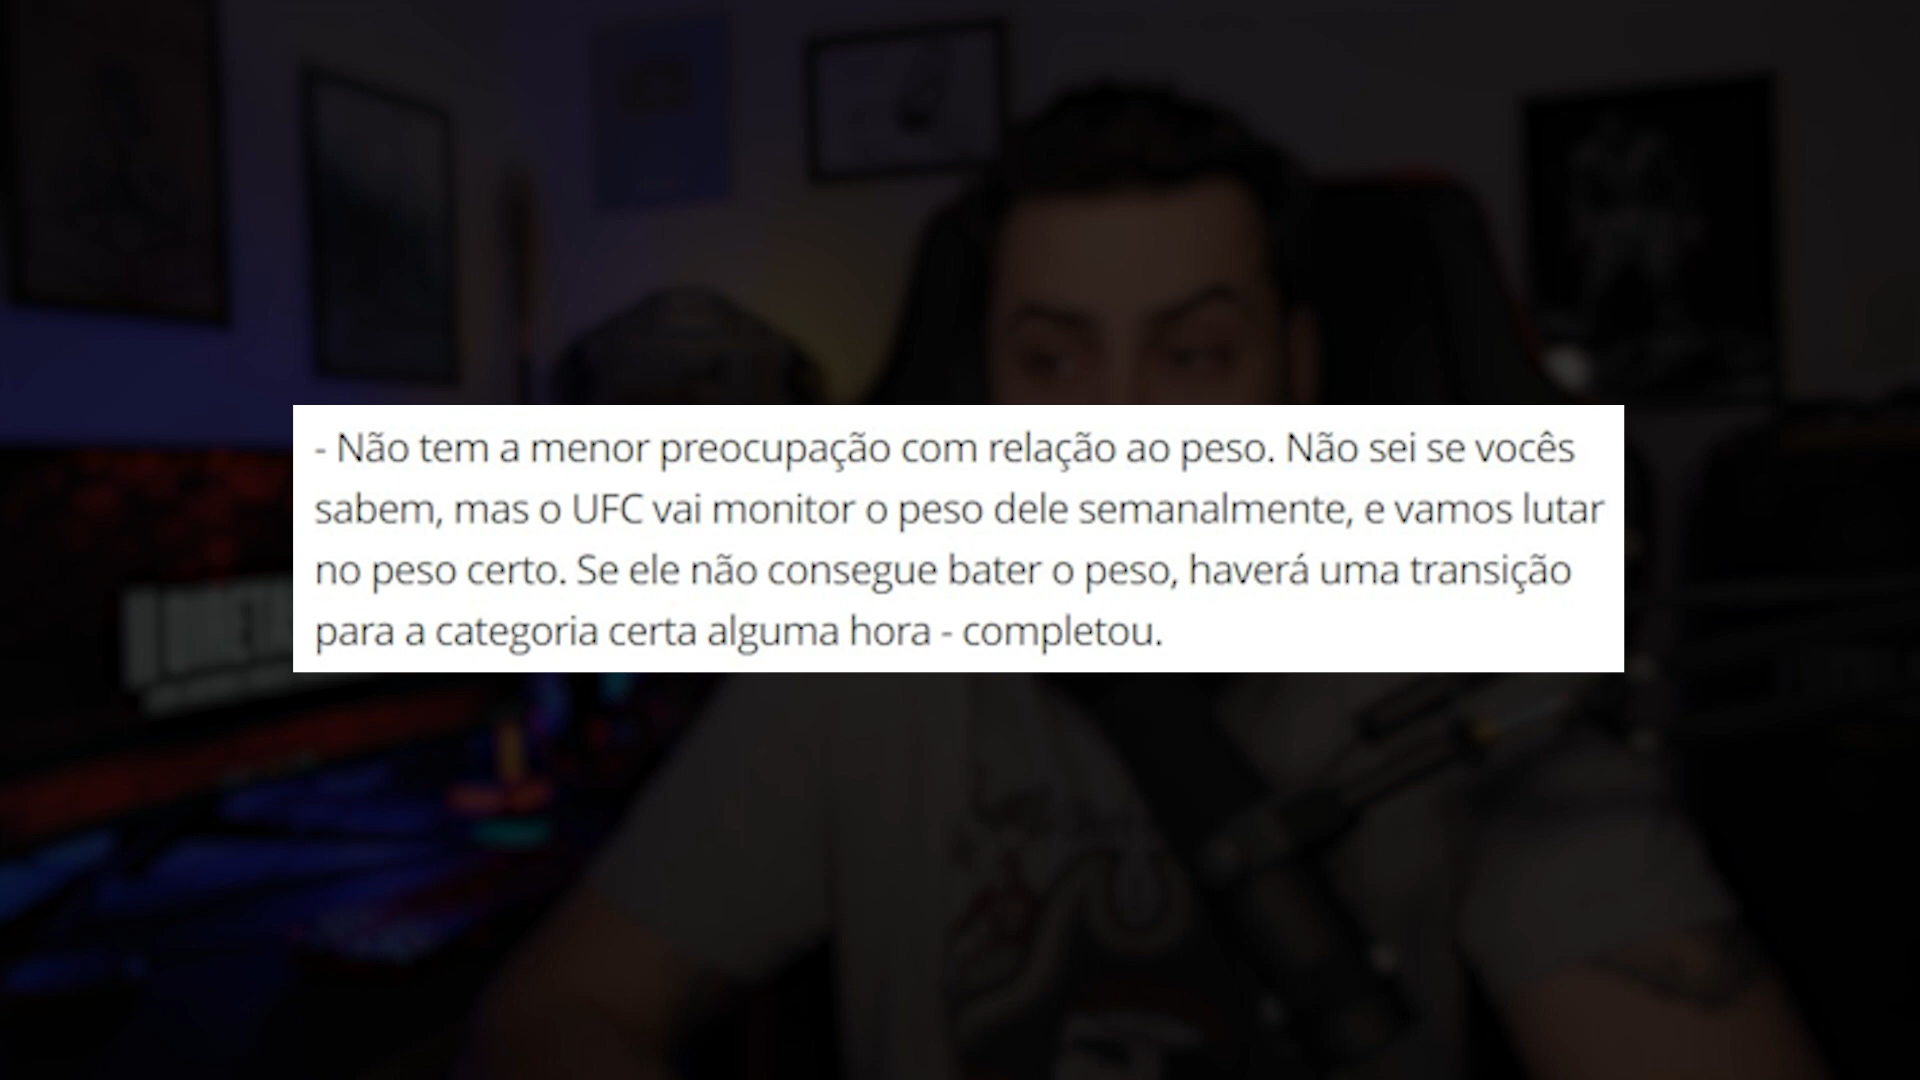 - Não tem a menor preocupação com relação ao peso. Não sei se vocês
sabem, mas o UFC vai monitor o peso dele semanalmente, e vamos lutar
no peso certo. Se ele não consegue bater o peso, haverá uma transição
para a categoria certa alguma hora - completou.